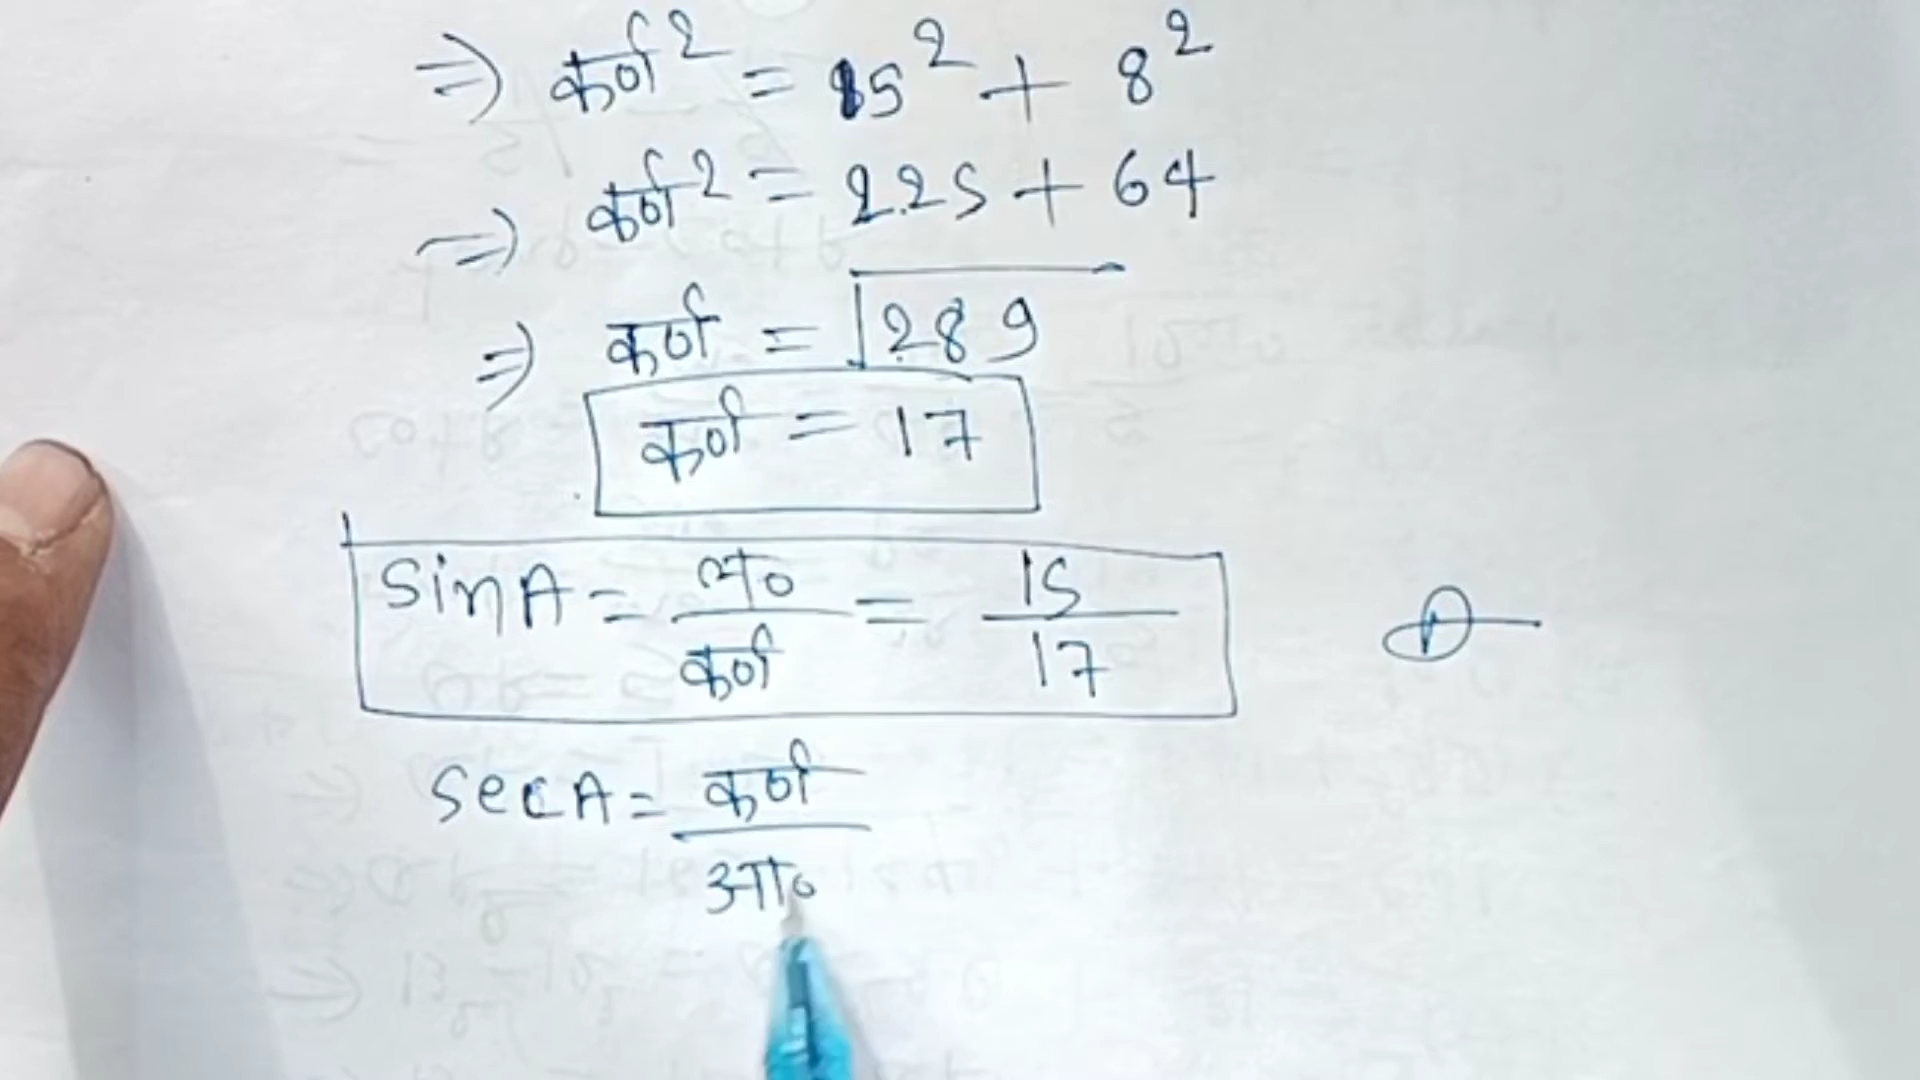 ⇒ कर्ण² = 15² + 8²
⇒ कर्ण² = 225 + 64
⇒ कर्ण = √289
कर्ण = 17
sinA = ल०/कर्ण = 15/17
secA = कर्ण/आ०